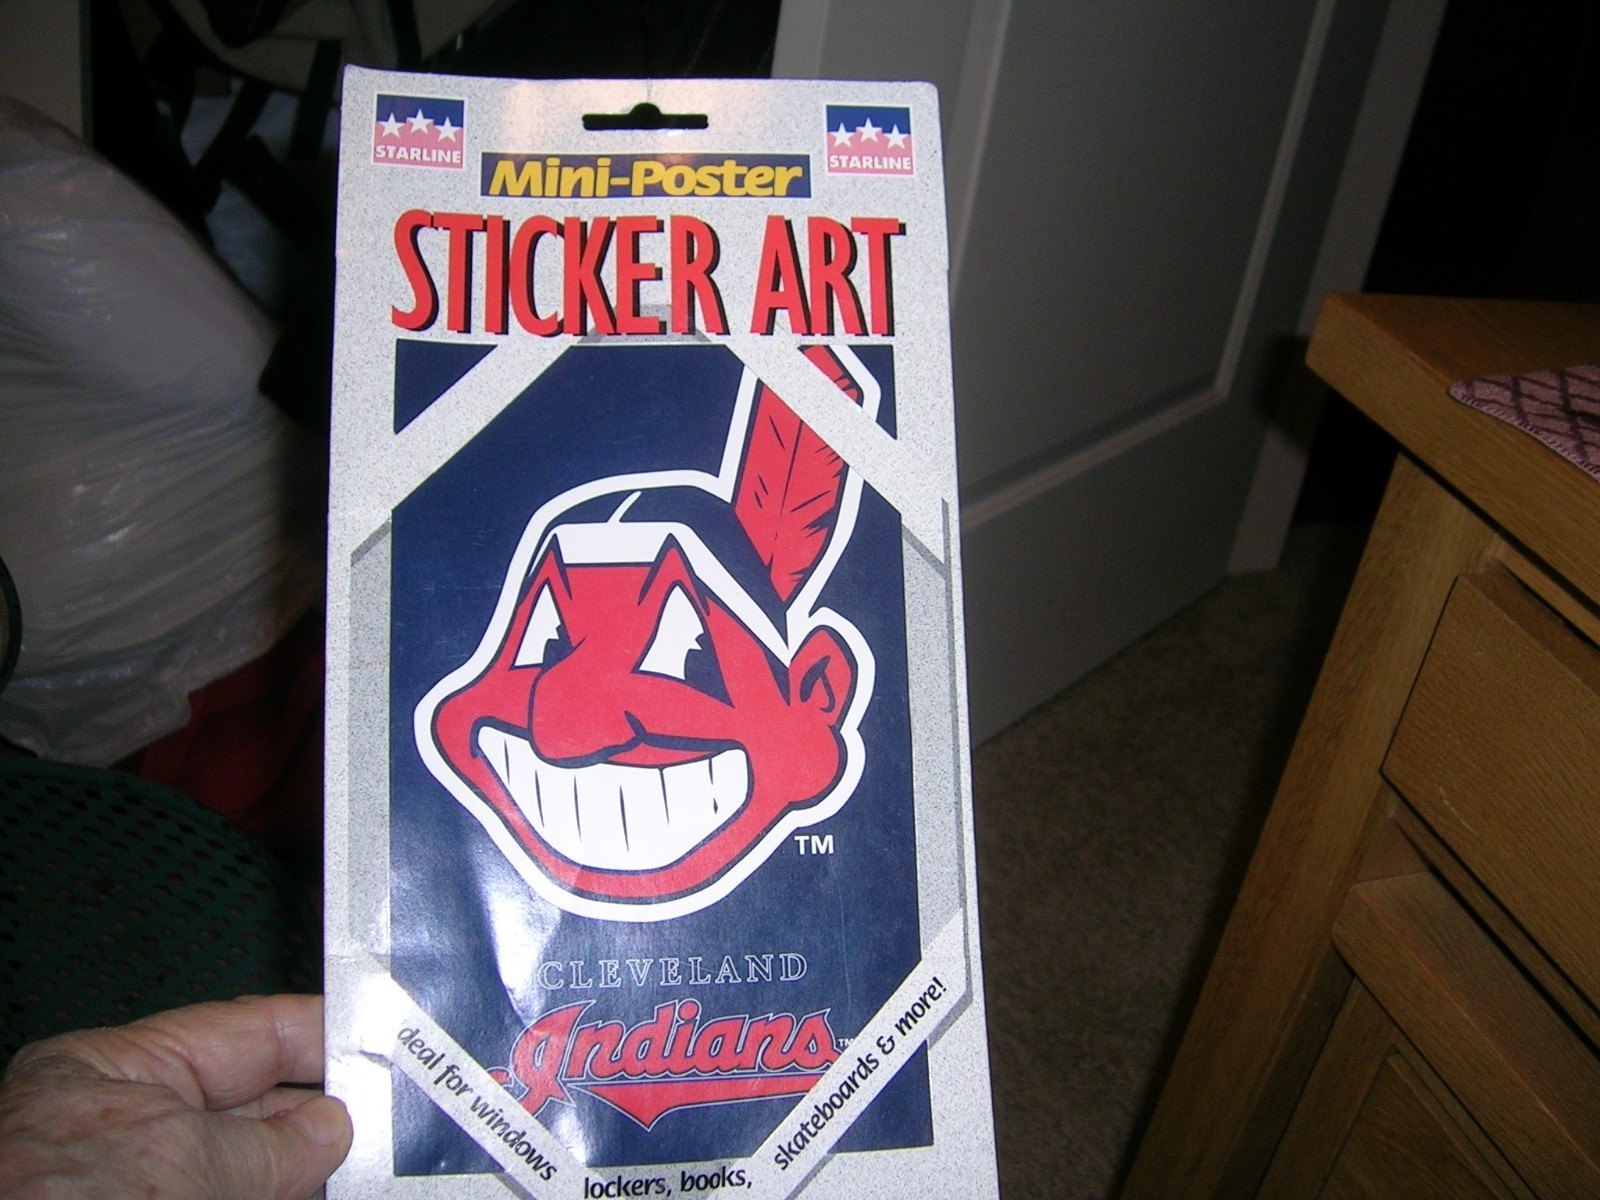 STARLINE
STARLINE
Mini-Poster
STICKER ART
TM
CLEVELAND
Indians TM
deal for windows
lockers, books,
skateboards & more!